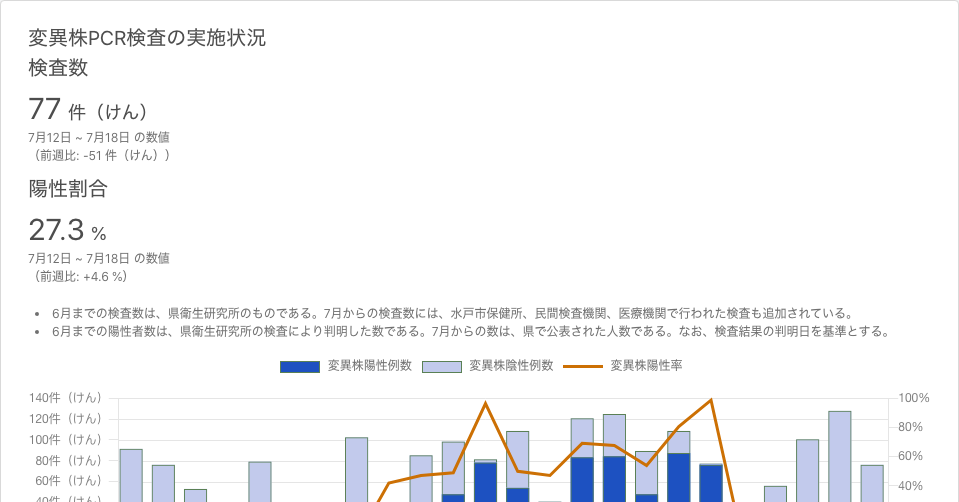 変異株PCR検査の実施状況
検査数
77 件（けん）
7月12日 ~ 7月18日 の数値
（前週比: -51 件（けん））
陽性割合
27.3 %
7月12日 ~ 7月18日 の数値
（前週比: +4.6 %）
• 6月までの検査数は、県衛生研究所のものである。7月からの検査数には、水戸市保健所、民間検査機関、医療機関で行われた検査も追加されている。
• 6月までの陽性者数は、県衛生研究所の検査により判明した数である。7月からの数は、県で公表された人数である。なお、検査結果の判明日を基準とする。
変異株陽性例数 変異株陰性例数 変異株陽性率
140件（けん） 100%
120件（けん）
100件（けん） 80%
80件（けん） 60%
60件（けん）
40件（けん） 40%